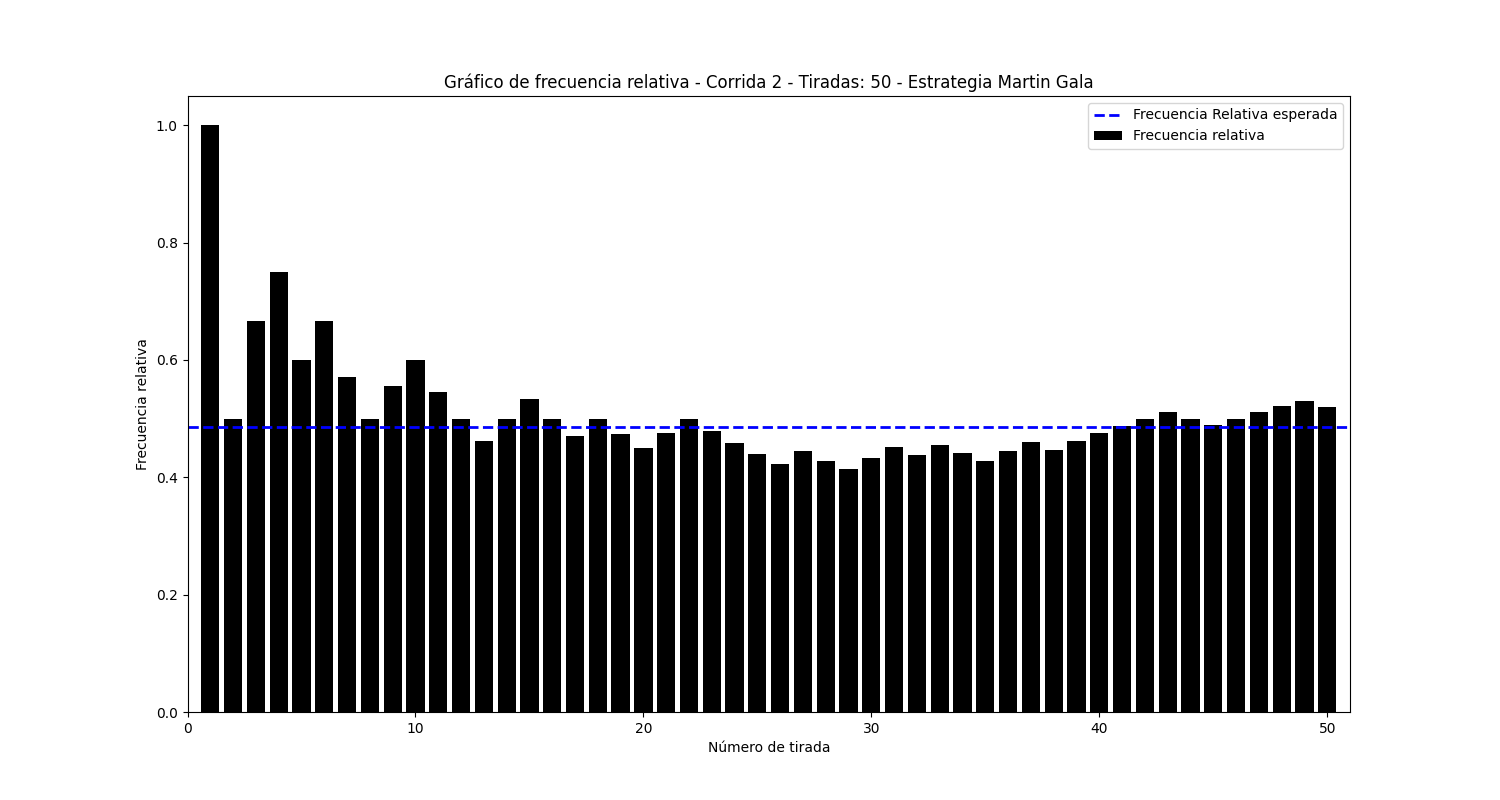 Gráfico de frecuencia relativa - Corrida 2 - Tiradas: 50 - Estrategia Martin Gala
Frecuencia Relativa esperada
Frecuencia relativa
Frecuencia relativa
1.0
0.8
0.6
0.4
0.2
0.0
0 10 20 30 40 50
Número de tirada